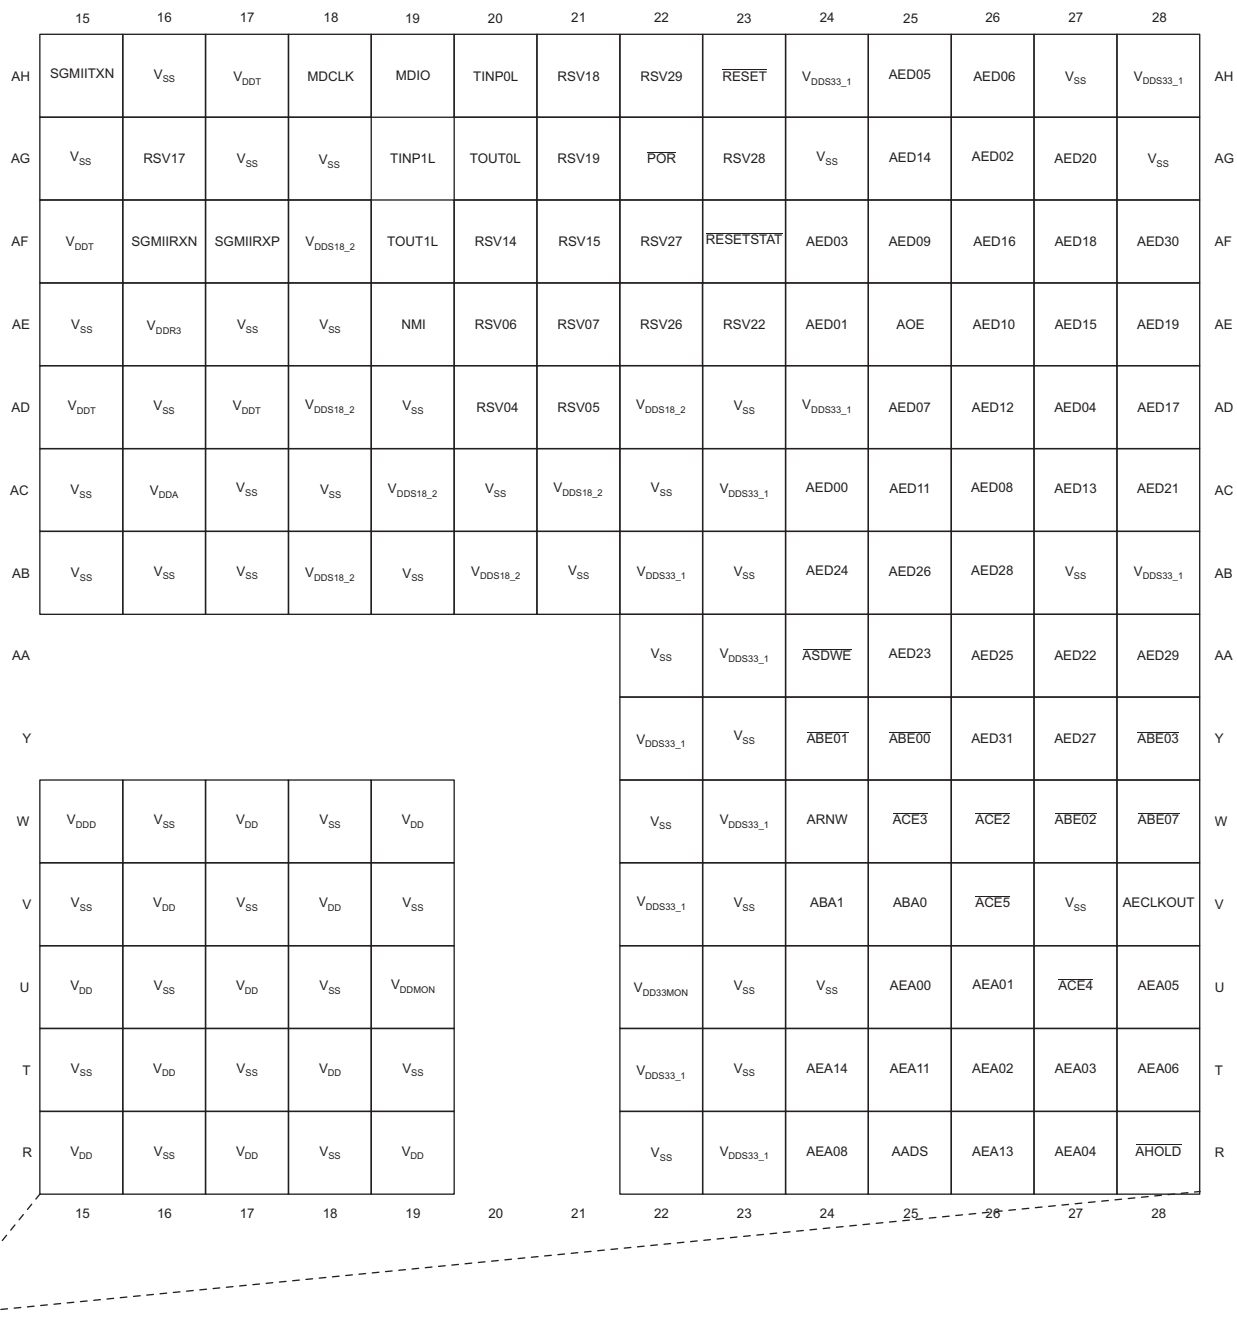 15 16 17 18 19 20 21 22 23 24 25 26 27 28
AH SGMIITXN VSS VDDT MDCLK MDIO TINP0L RSV18 RSV29 RESET VDDS33_1 AED05 AED06 VSS VDDS33_1 AH
AG VSS RSV17 VSS VSS TINP1L TOUT0L RSV19 POR RSV28 VSS AED14 AED02 AED20 VSS AG
AF VDDT SGMIIRXN SGMIIRXP VDDS18_2 TOUT1L RSV14 RSV15 RSV27 RESETSTAT AED03 AED09 AED16 AED18 AED30 AF
AE VSS VDDR3 VSS VSS NMI RSV06 RSV07 RSV26 RSV22 AED01 AOE AED10 AED15 AED19 AE
AD VDDT VSS VDDT VDDS18_2 VSS RSV04 RSV05 VDDS18_2 VSS VDDS33_1 AED07 AED12 AED04 AED17 AD
AC VSS VDDA VSS VSS VDDS18_2 VSS VDDS18_2 VSS VDDS33_1 AED00 AED11 AED08 AED13 AED21 AC
AB VSS VSS VSS VDDS18_2 VSS VDDS18_2 VSS VDDS33_1 VSS AED24 AED26 AED28 VSS VDDS33_1 AB
AA VSS VDDS33_1 ASDWE AED23 AED25 AED22 AED29 AA
Y VDDS33_1 VSS ABE01 ABE00 AED31 AED27 ABE03 Y
W VDDD VSS VDD VSS VDD VSS VDDS33_1 ARNW ACE3 ACE2 ABE02 ABE07 W
V VSS VDD VSS VDD VSS VDDS33_1 VSS ABA1 ABA0 ACE5 VSS AECLKOUT V
U VDD VSS VDD VSS VDDMON VDD33MON VSS VSS AEA00 AEA01 ACE4 AEA05 U
T VSS VDD VSS VDD VSS VDDS33_1 VSS AEA14 AEA11 AEA02 AEA03 AEA06 T
R VDD VSS VDD VSS VDD VSS VDDS33_1 AEA08 AADS AEA13 AEA04 AHOLD R
15 16 17 18 19 20 21 22 23 24 25 26 27 28